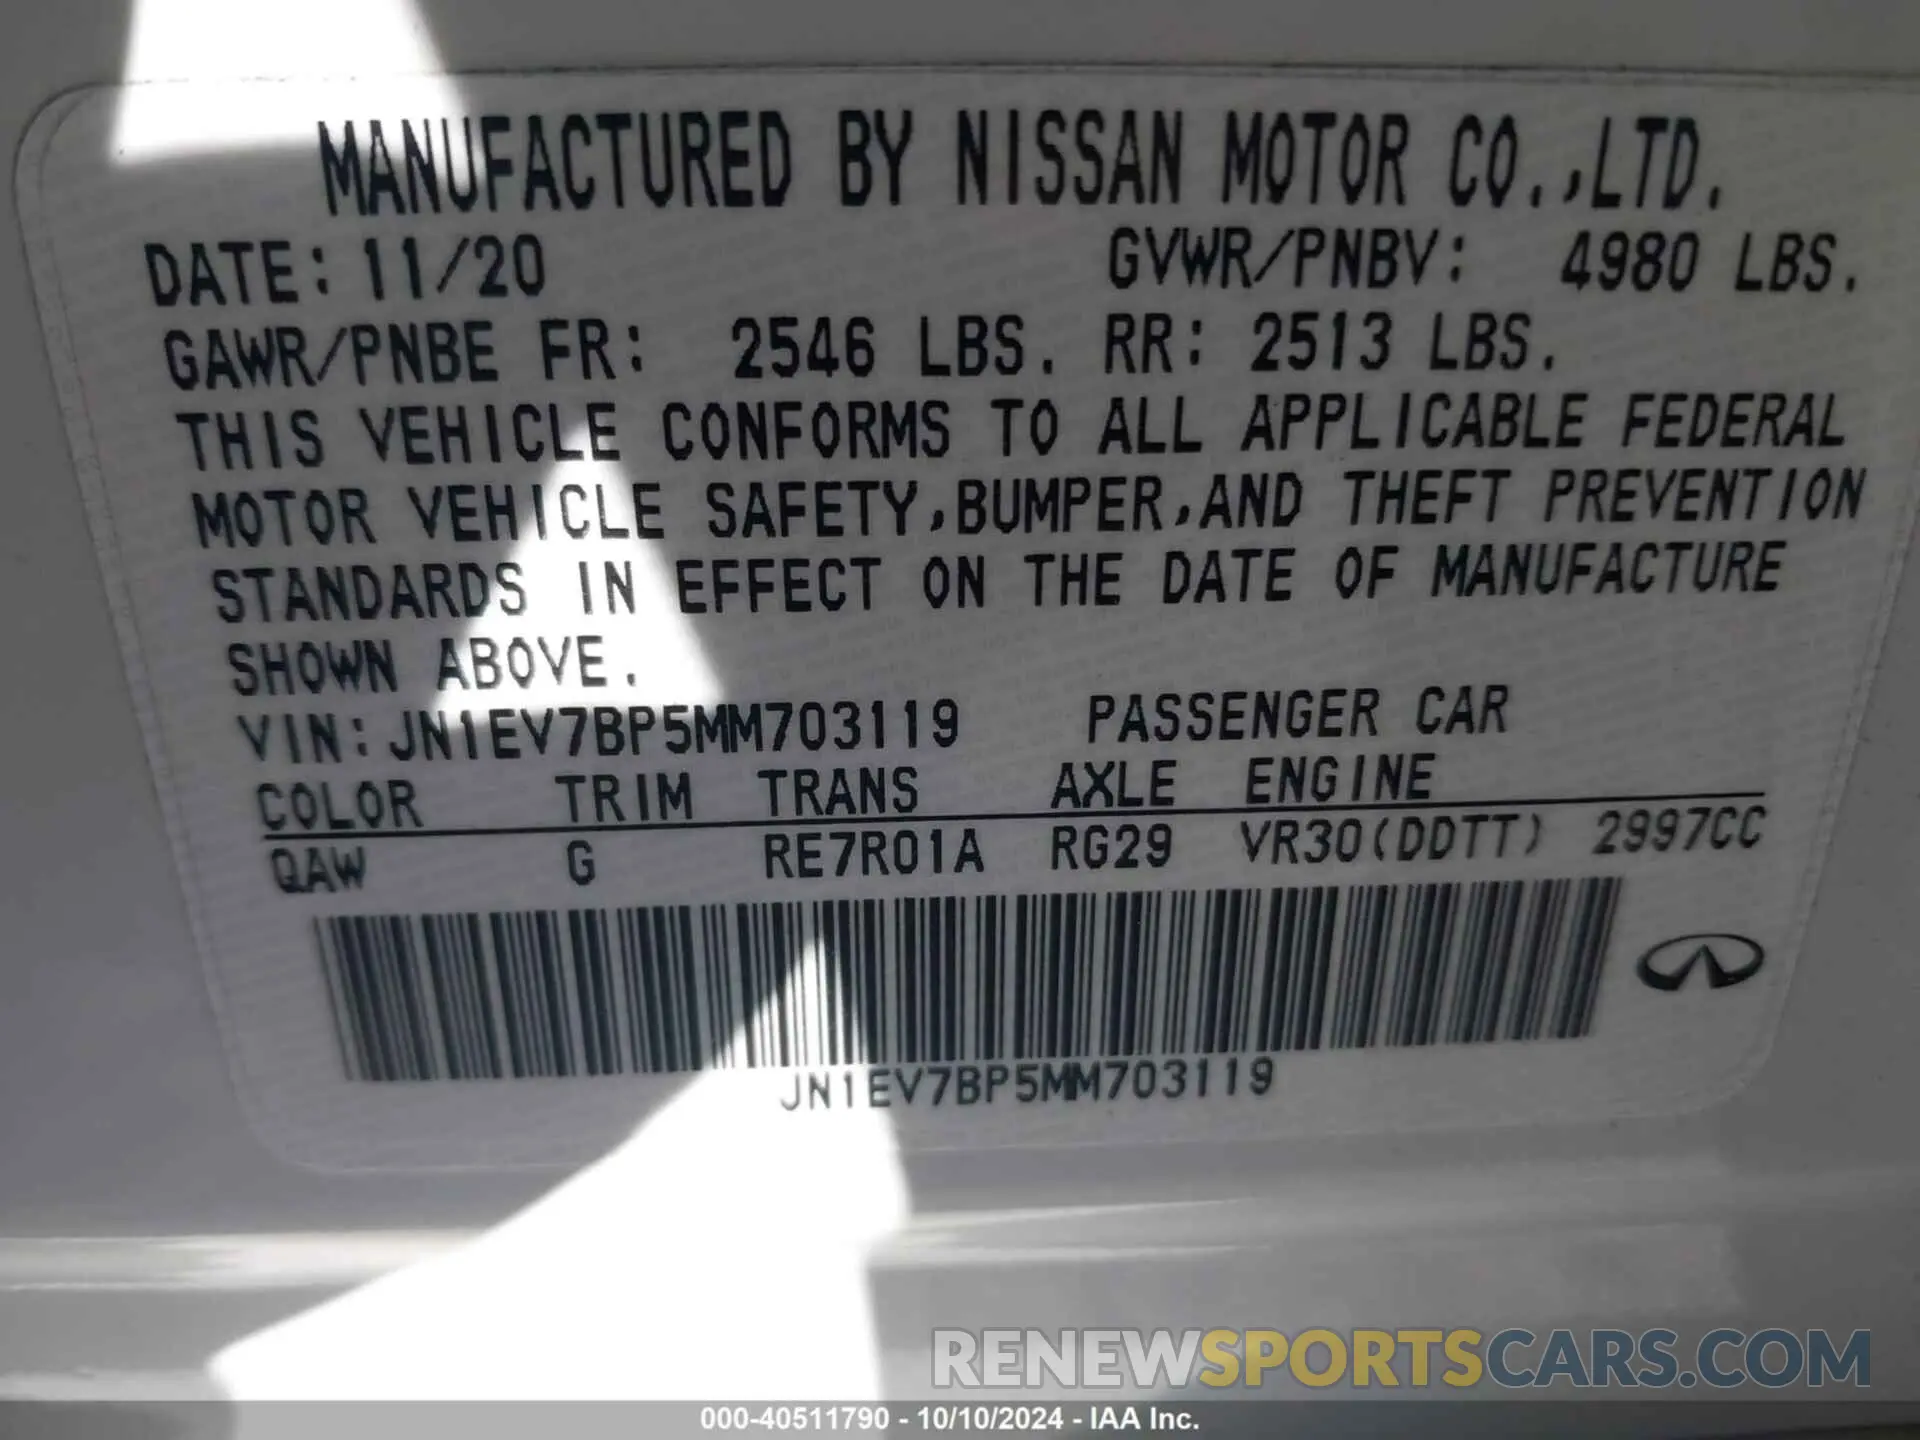 MANUFACTURED BY NISSAN MOTOR CO.,LTD.
DATE: 11/20 GVWR/PNBV: 4980 LBS.
GAWR/PNBE FR: 2546 LBS. RR: 2513 LBS.
THIS VEHICLE CONFORMS TO ALL APPLICABLE FEDERAL
MOTOR VEHICLE SAFETY,BUMPER,AND THEFT PREVENTION
STANDARDS IN EFFECT ON THE DATE OF MANUFACTURE
SHOWN ABOVE.
VIN: JN1EV7BP5MM703119 PASSENGER CAR
COLOR TRIM TRANS AXLE ENGINE
QAW G RE7R01A RG29 VR30(DDTT) 2997CC
JN1EV7BP5MM703119
RENEWSPORTSCARS.COM
000-40511790 - 10/10/2024 - IAA Inc.